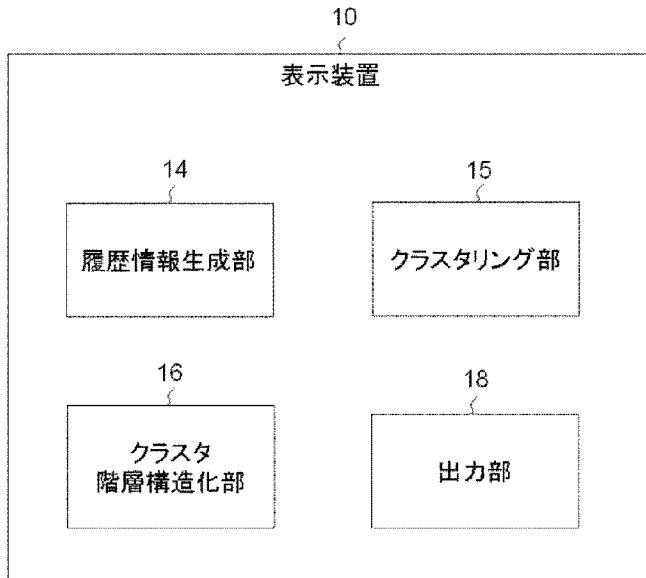 10
表示装置
14
履歴情報生成部
15
クラスタリング部
16
クラスタ
階層構造化部
18
出力部